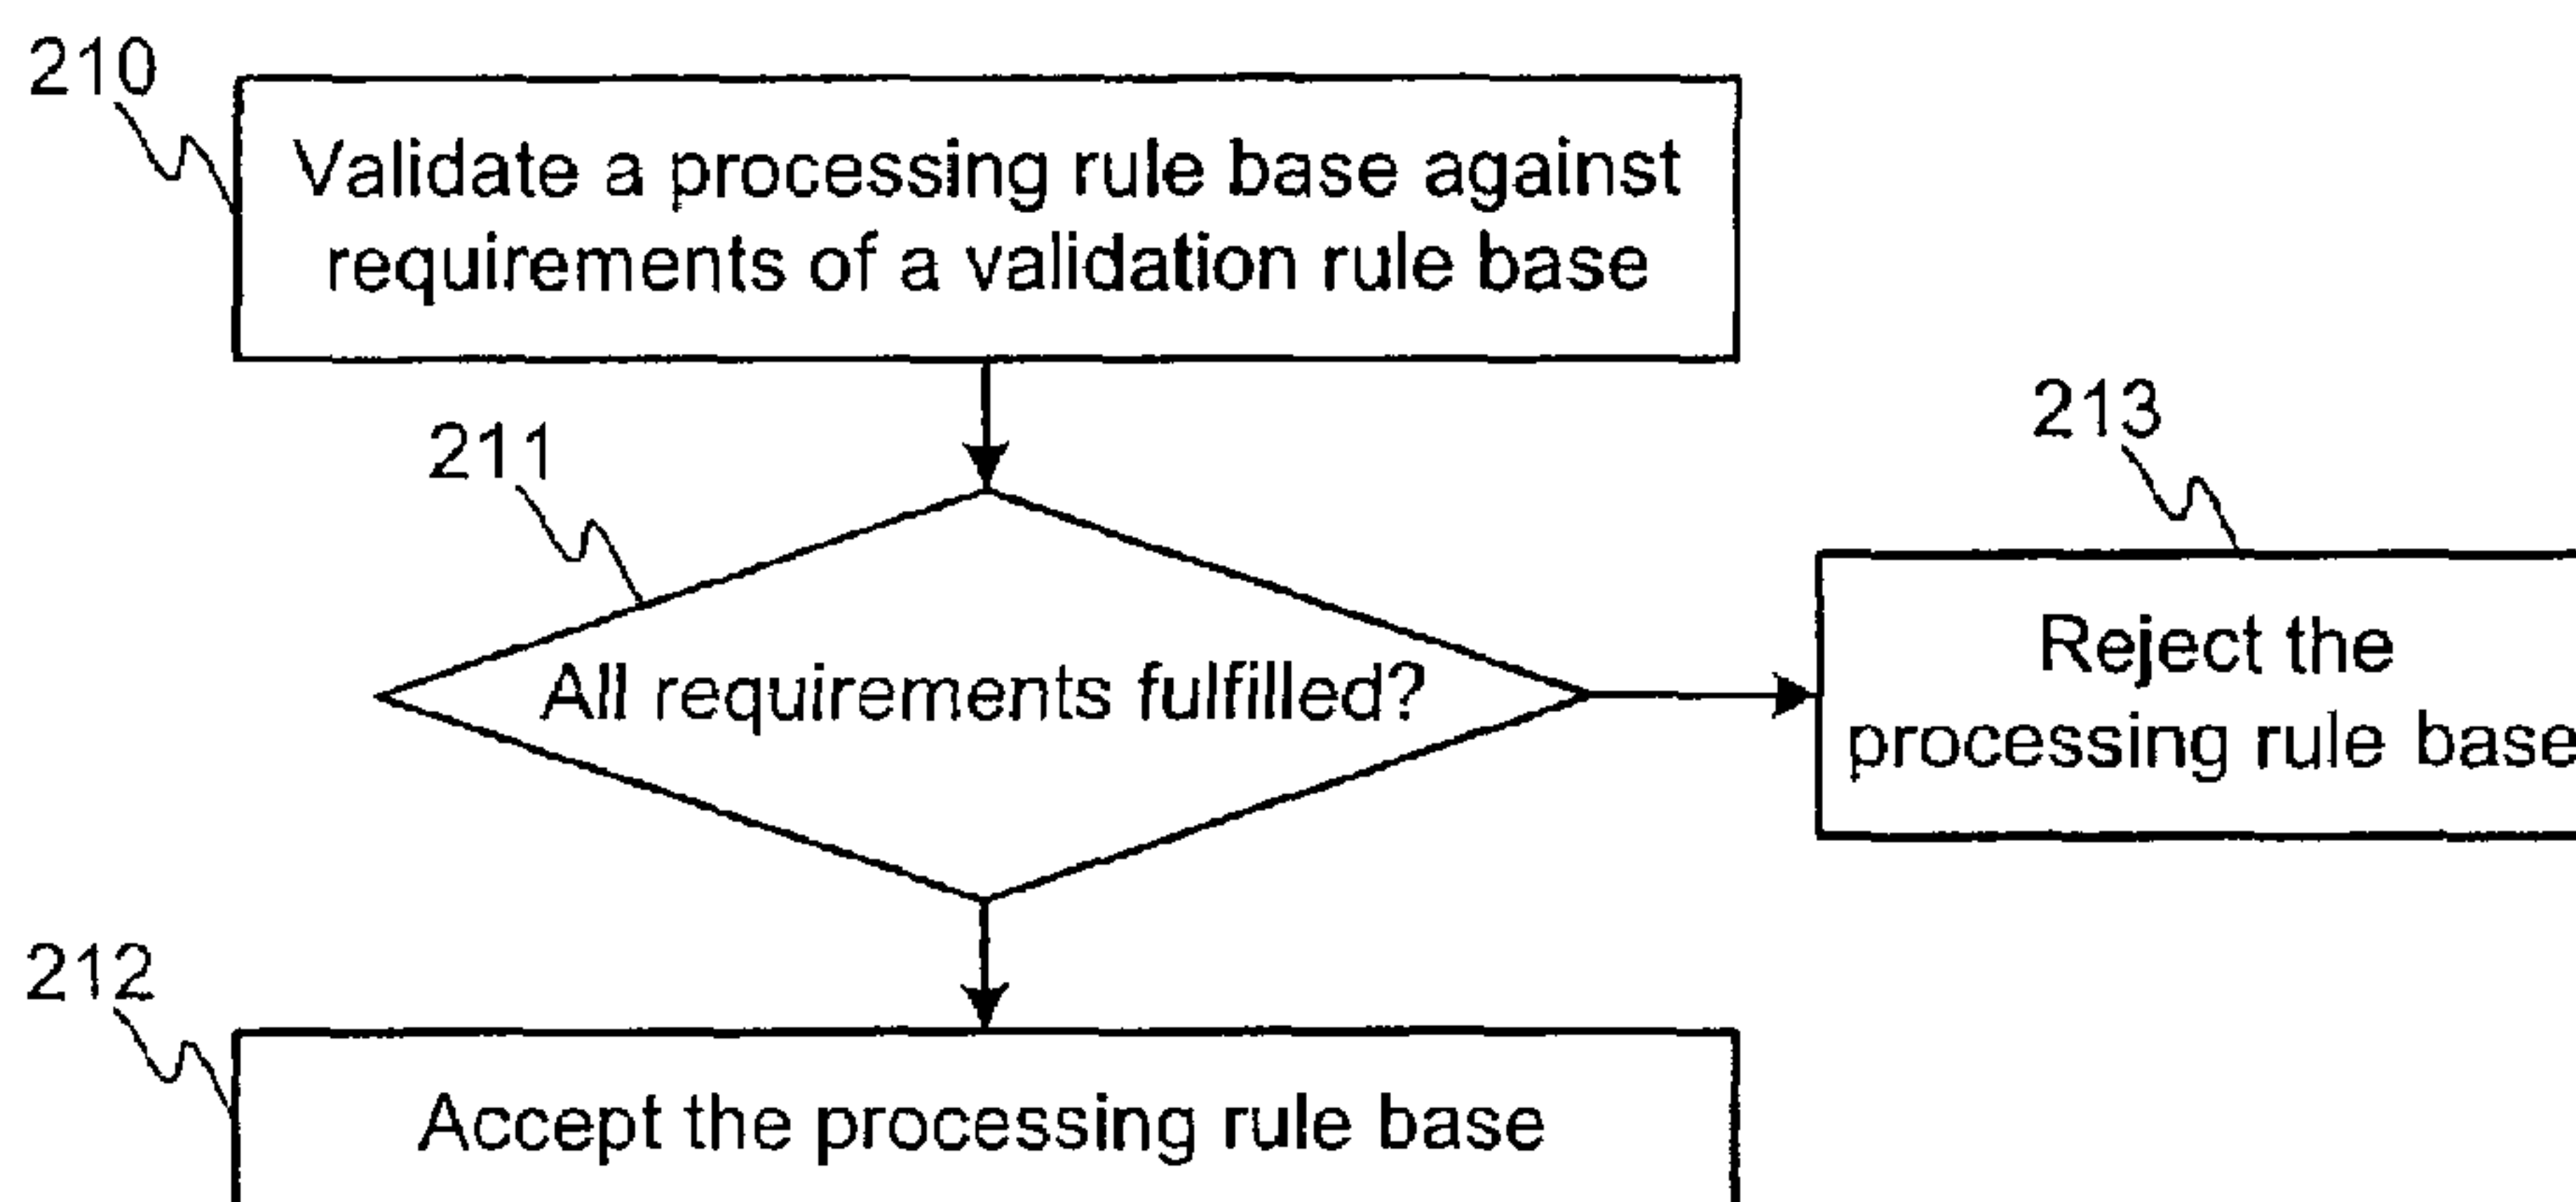 210
Validate a processing rule base against
requirements of a validation rule base
211
All requirements fulfilled?
213
Reject the
processing rule base
212
Accept the processing rule base